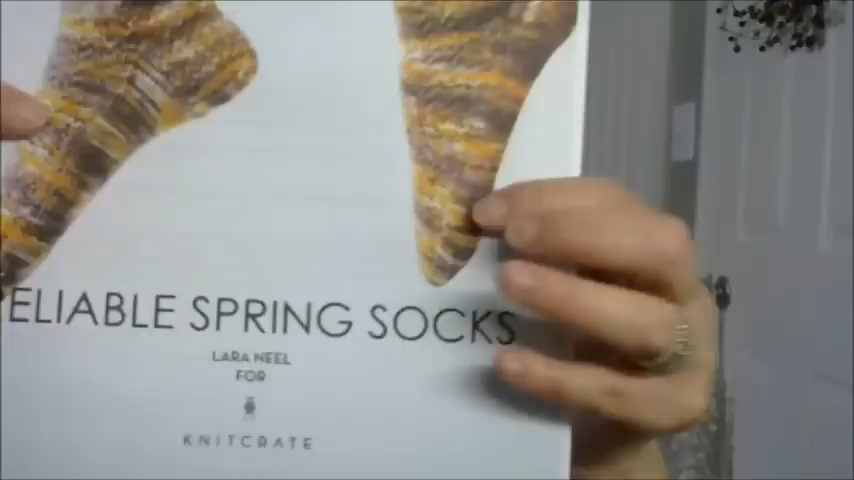 ELIABLE SPRING SOCKS
LARA NEEL
FOR
KNITCRATE